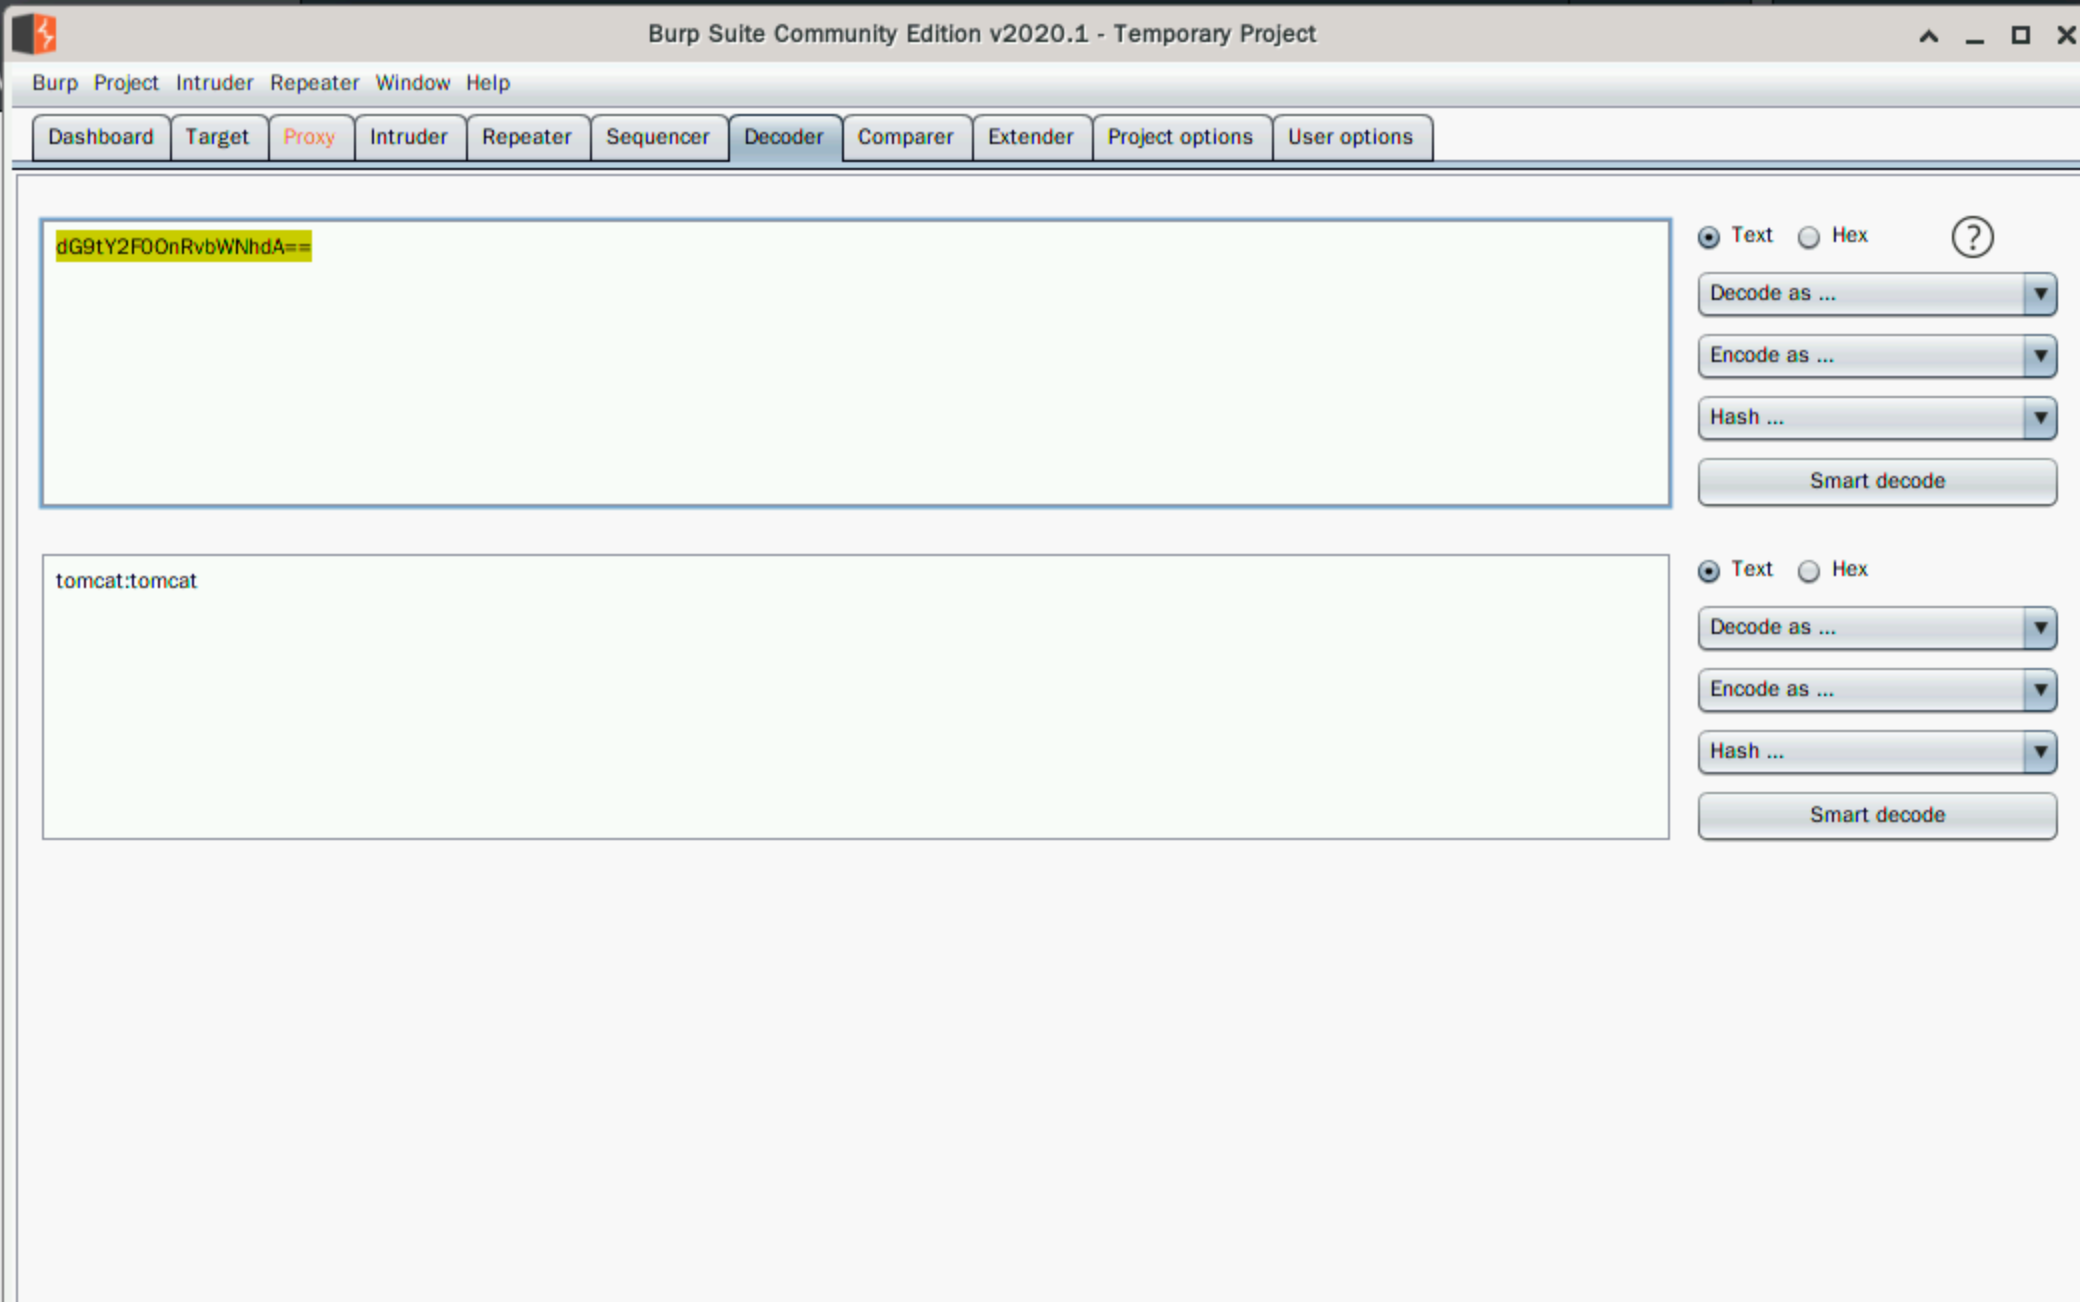 Burp Suite Community Edition v2020.1 - Temporary Project
Burp Project Intruder Repeater Window Help
Dashboard Target Proxy Intruder Repeater Sequencer Decoder Comparer Extender Project options User options
dG9tY2F0OnRvbWNhdA==
Text Hex ?
Decode as ...
Encode as ...
Hash ...
Smart decode
tomcat:tomcat
Text Hex
Decode as ...
Encode as ...
Hash ...
Smart decode